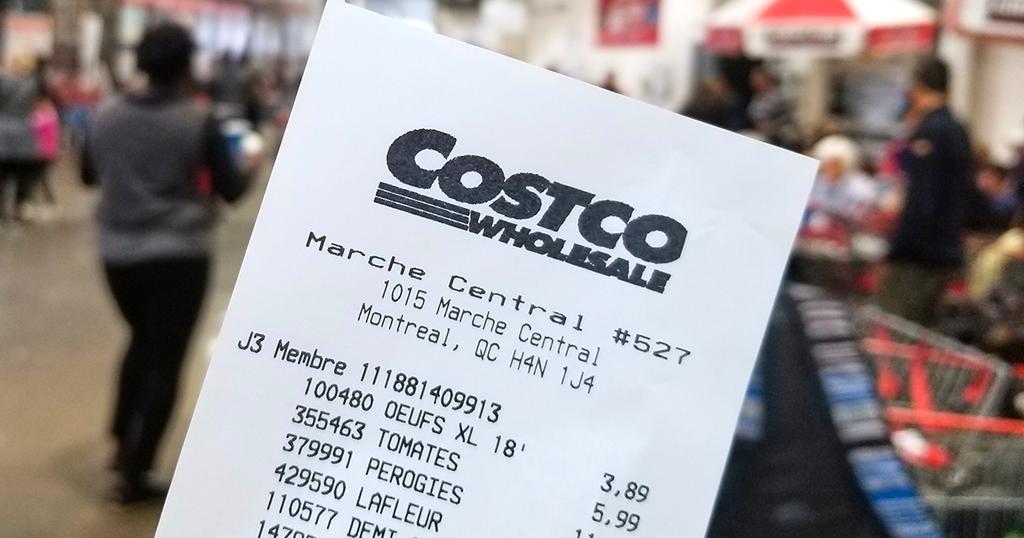 COSTCO
WHOLESALE
Marche Central #527
1015 Marche Central
Montreal, QC H4N 1J4
J3 Membre 111881409913
100480 OEUFS XL 18' 3,89
355463 TOMATES 5,99
379991 PEROGIES
429590 LAFLEUR
110577 DEMI